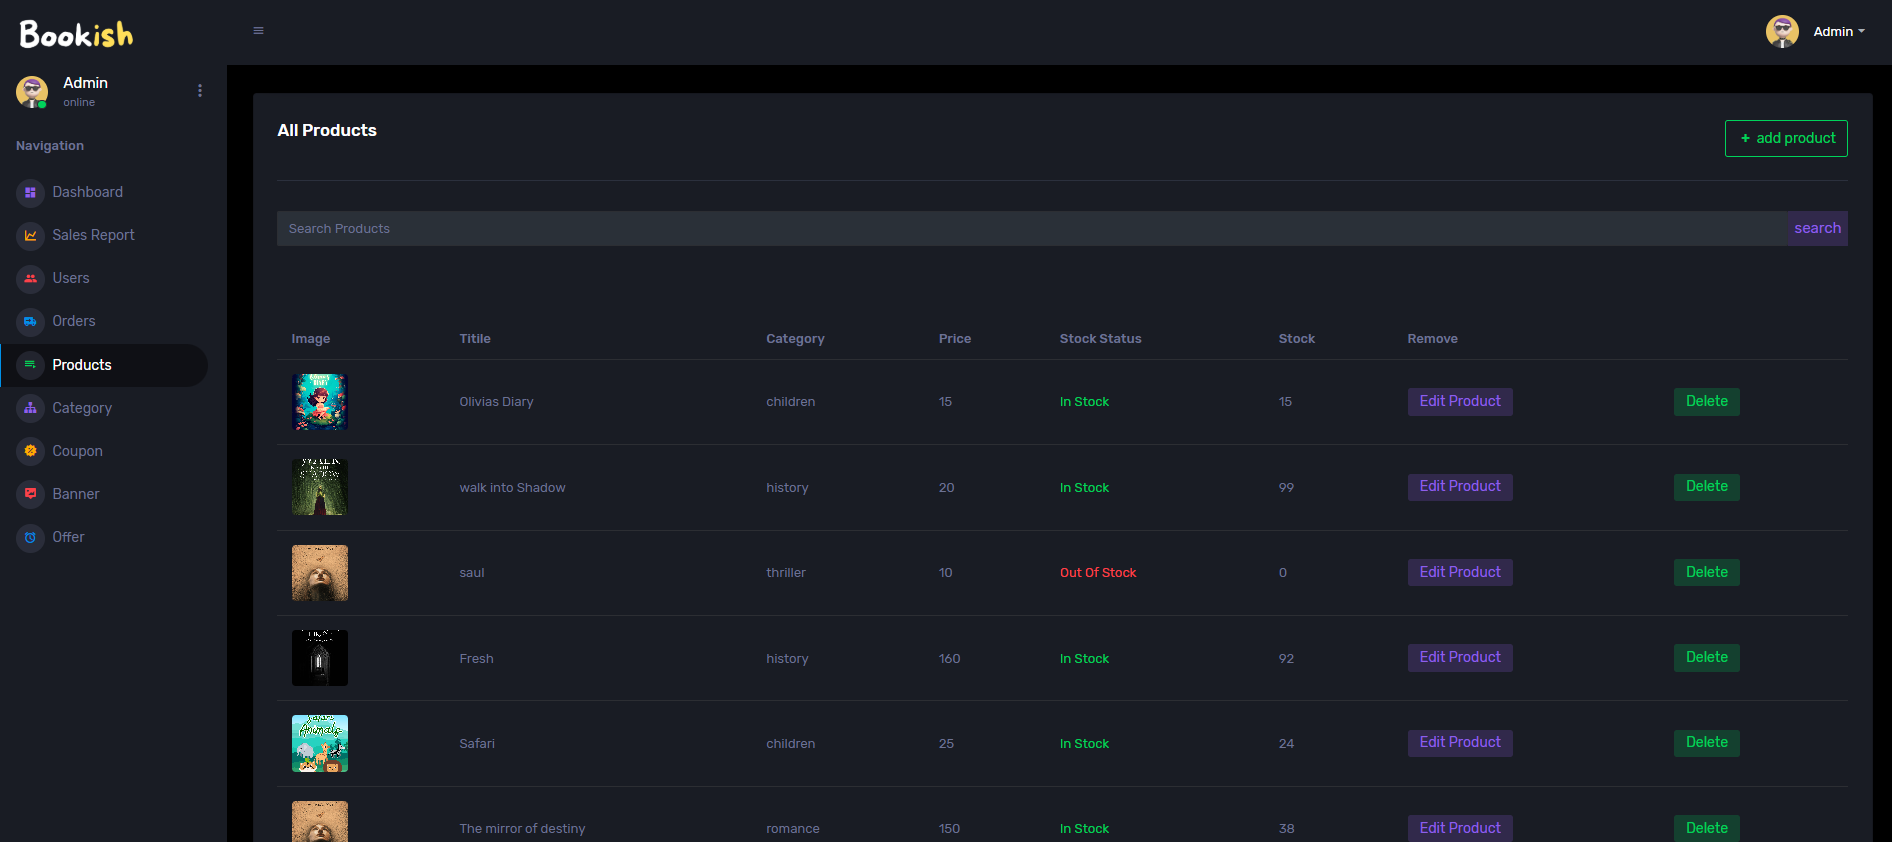 Bookish
Admin
Admin
online
Navigation
Dashboard
Sales Report
Users
Orders
Products
Category
Coupon
Banner
Offer
All Products
+ add product
Search Products search
Image Titile Category Price Stock Status Stock Remove
DIARY
Olivias Diary children 15 In Stock 15 Edit Product Delete
walk into Shadow history 20 In Stock 99 Edit Product Delete
saul thriller 10 Out Of Stock 0 Edit Product Delete
Fresh history 160 In Stock 92 Edit Product Delete
Safari
Animals
Safari children 25 In Stock 24 Edit Product Delete
The mirror of destiny romance 150 In Stock 38 Edit Product Delete